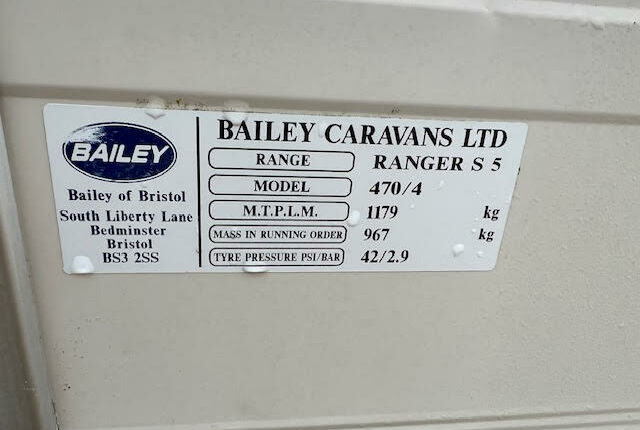 BAILEY
Bailey of Bristol
South Liberty Lane
Bedminster
Bristol
BS3 2SS
BAILEY CARAVANS LTD
RANGE RANGER S 5
MODEL 470/4
M.T.P.L.M. 1179 kg
MASS IN RUNNING ORDER 967 kg
TYRE PRESSURE PSI/BAR 42/2.9